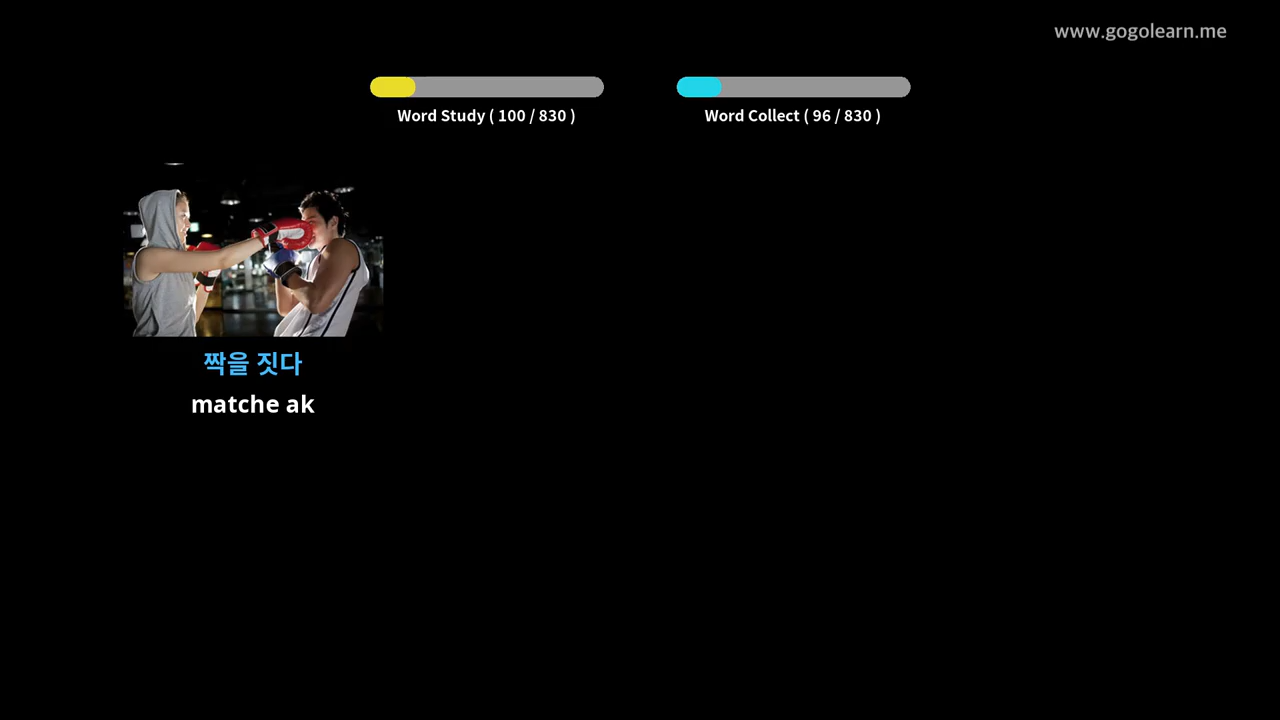 www.gogolearn.me
Word Study ( 100 / 830 )
Word Collect ( 96 / 830 )
짝을 짓다
matche ak